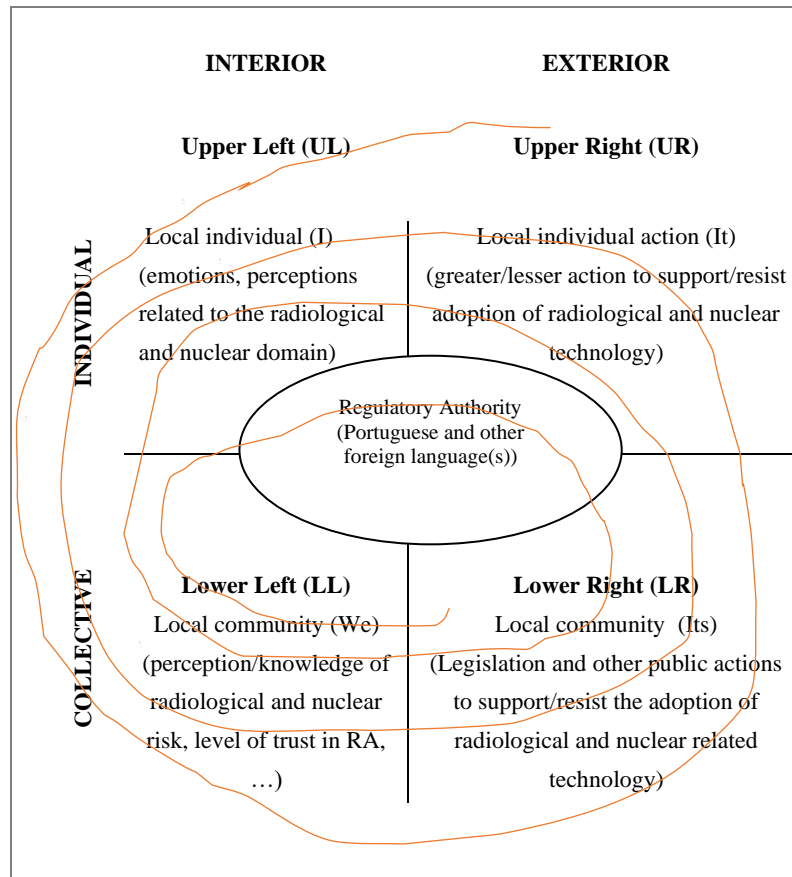 INTERIOR
EXTERIOR
Upper Left (UL)
Upper Right (UR)
INDIVIDUAL
Local individual (I)
(emotions, perceptions
related to the radiological
and nuclear domain)
Local individual action (It)
(greater/lesser action to support/resist
adoption of radiological and nuclear
technology)
Regulatory Authority
(Portuguese and other
foreign language(s))
COLLECTIVE
Lower Left (LL)
Local community (We)
(perception/knowledge of
radiological and nuclear
risk, level of trust in RA,
…)
Lower Right (LR)
Local community (Its)
(Legislation and other public actions
to support/resist the adoption of
radiological and nuclear related
technology)